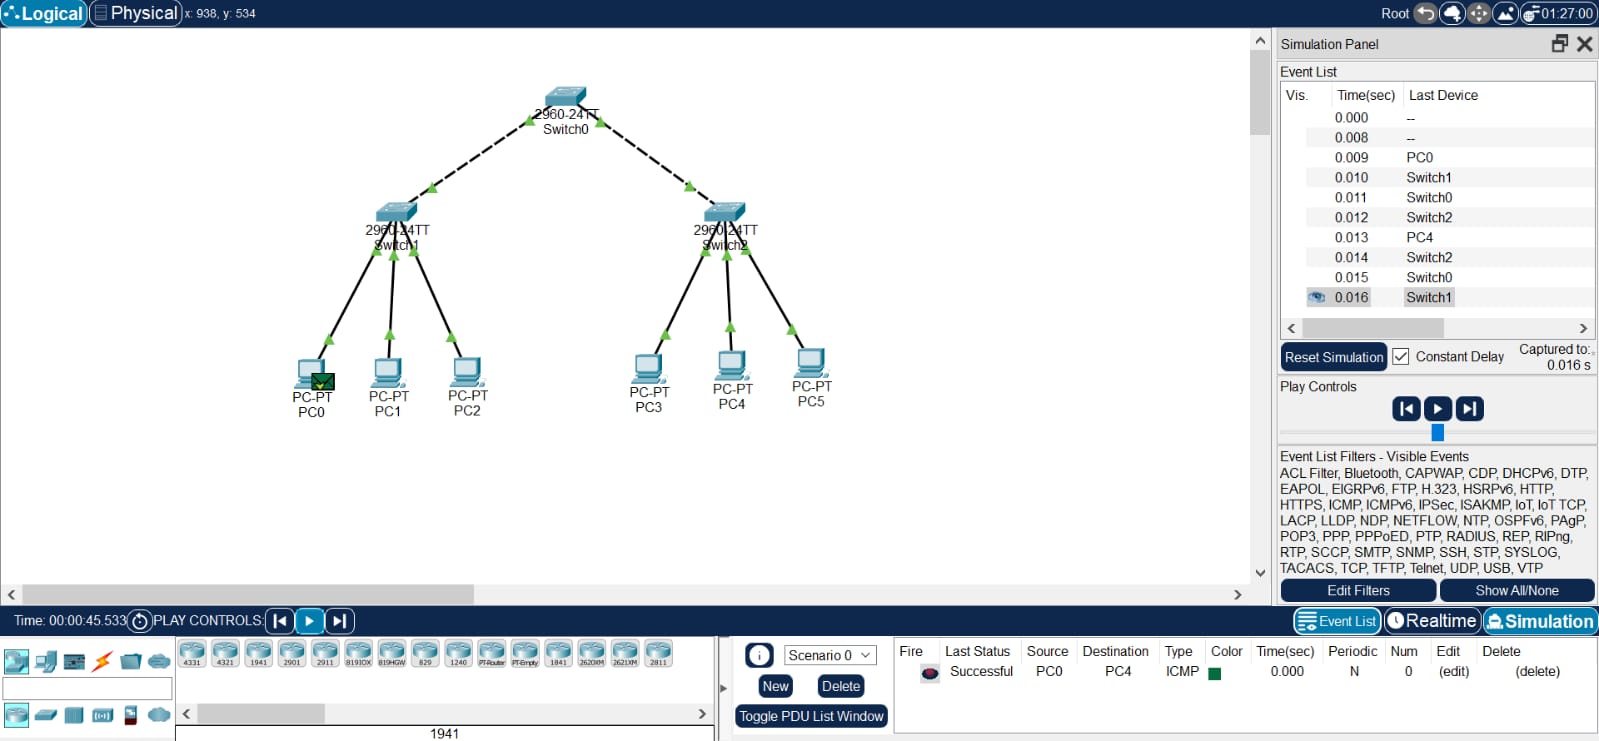 Logical Physical x: 938, y: 534 Root 01:27:00
Simulation Panel
Event List
Vis. Time(sec) Last Device
0.000 --
0.008 --
0.009 PC0
0.010 Switch1
0.011 Switch0
0.012 Switch2
0.013 PC4
0.014 Switch2
0.015 Switch0
0.016 Switch1
Reset Simulation Constant Delay Captured to:
0.016 s
Play Controls
Event List Filters - Visible Events
ACL Filter, Bluetooth, CAPWAP, CDP, DHCPv6, DTP,
EAPOL, EIGRPv6, FTP, H.323, HSRPv6, HTTP,
HTTPS, ICMP, ICMPv6, IPSec, ISAKMP, IoT, IoT TCP,
LACP, LLDP, NDP, NETFLOW, NTP, OSPFv6, PAgP,
POP3, PPP, PPPoED, PTP, RADIUS, REP, RIPng,
RTP, SCCP, SMTP, SNMP, SSH, STP, SYSLOG,
TACACS, TCP, TFTP, Telnet, UDP, USB, VTP
Edit Filters Show All/None
2960-24TT
Switch0
2960-24TT
Switch1
2960-24TT
Switch2
PC-PT
PC0
PC-PT
PC1
PC-PT
PC2
PC-PT
PC3
PC-PT
PC4
PC-PT
PC5
Time: 00:00:45.533 PLAY CONTROLS: Event List Realtime Simulation
4331 4321 1941 2901 2911 819IOX 819HGW 829 1240 PT-Router PT-Empty 1841 2620XM 2621XM 2811
1941
Scenario 0
New Delete
Toggle PDU List Window
Fire Last Status Source Destination Type Color Time(sec) Periodic Num Edit Delete
Successful PC0 PC4 ICMP 0.000 N 0 (edit) (delete)